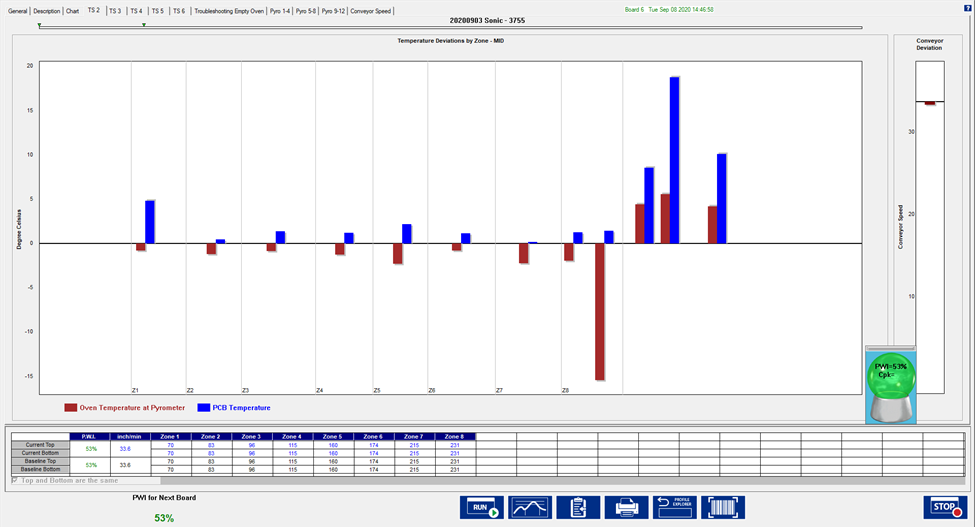 General Description Chart TS 2 TS 3 TS 4 TS 5 TS 6 Troubleshooting Empty Oven Pyro 1-4 Pyro 5-8 Pyro 9-12 Conveyor Speed
Board 6 Tue Sep 08 2020 14:46:58
?
20200903 Sonic - 3755
Temperature Deviations by Zone - MID
Conveyor
Deviation
20
15
10
5
0
-5
-10
-15
Degree Celsius
Z1 Z2 Z3 Z4 Z5 Z6 Z7 Z8
Oven Temperature at Pyrometer PCB Temperature
30
20
10
Conveyor Speed
PWI=53%
Cpk=
P.W.I. inch/min Zone 1 Zone 2 Zone 3 Zone 4 Zone 5 Zone 6 Zone 7 Zone 8
Current Top 53% 33.6 70 83 96 115 160 174 215 231
Current Bottom 70 83 96 115 160 174 215 231
Baseline Top 53% 33.6 70 83 96 115 160 174 215 231
Baseline Bottom 70 83 96 115 160 174 215 231
Top and Bottom are the same
PWI for Next Board
53%
RUN
PROFILE
EXPLORER
STOP